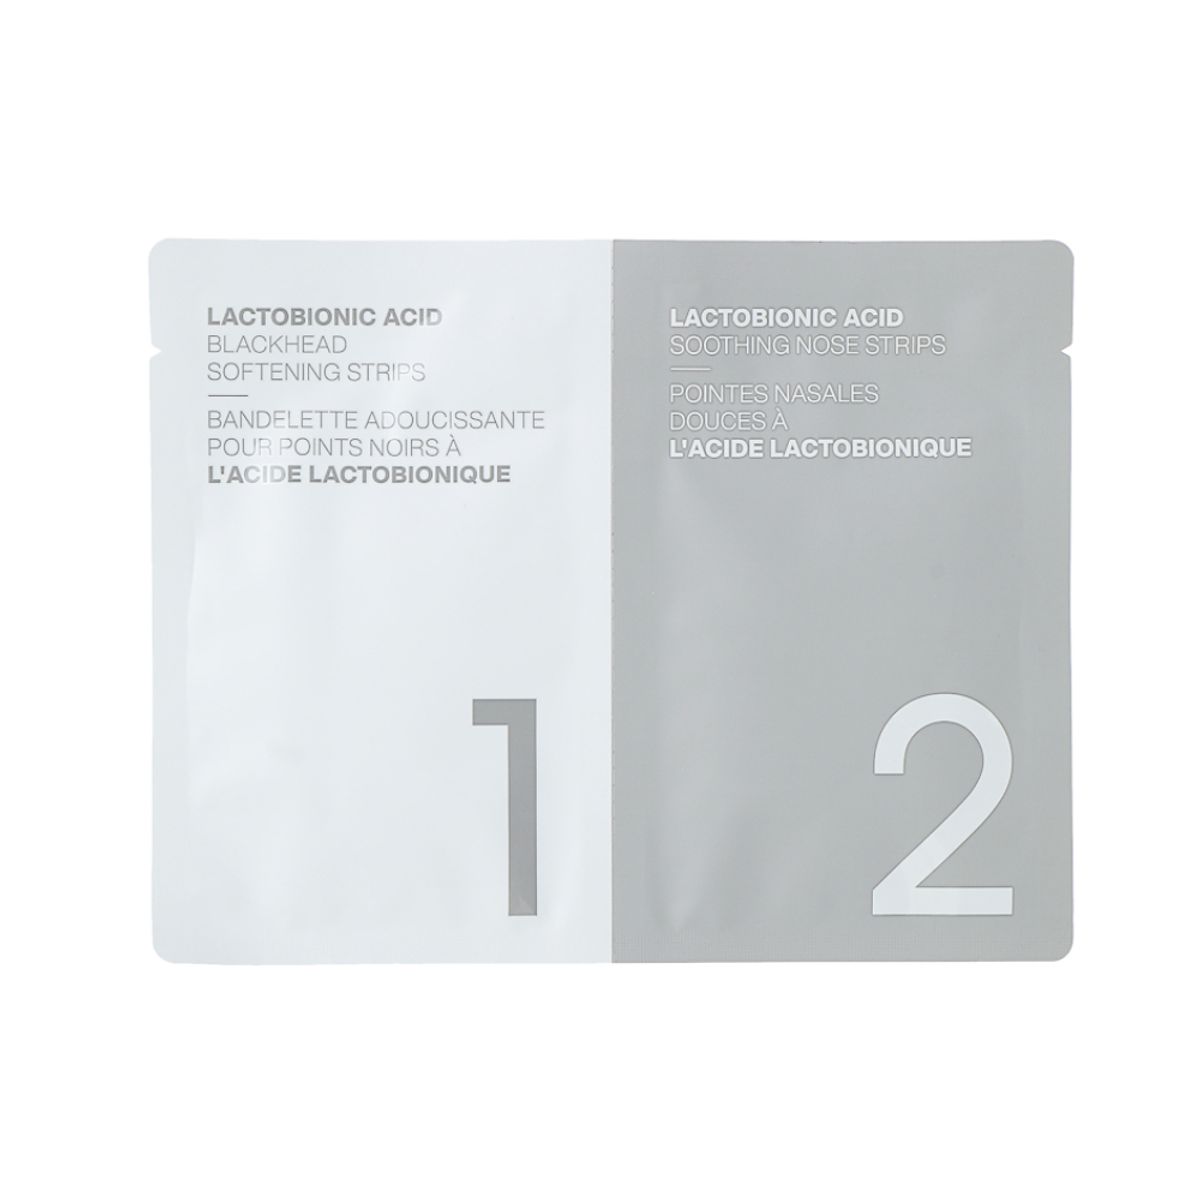 LACTOBIONIC ACID
BLACKHEAD
SOFTENING STRIPS
BANDELETTE ADOUCISSANTE
POUR POINTS NOIRS À
L'ACIDE LACTOBIONIQUE
1
LACTOBIONIC ACID
SOOTHING NOSE STRIPS
POINTES NASALES
DOUCES À
L'ACIDE LACTOBIONIQUE
2